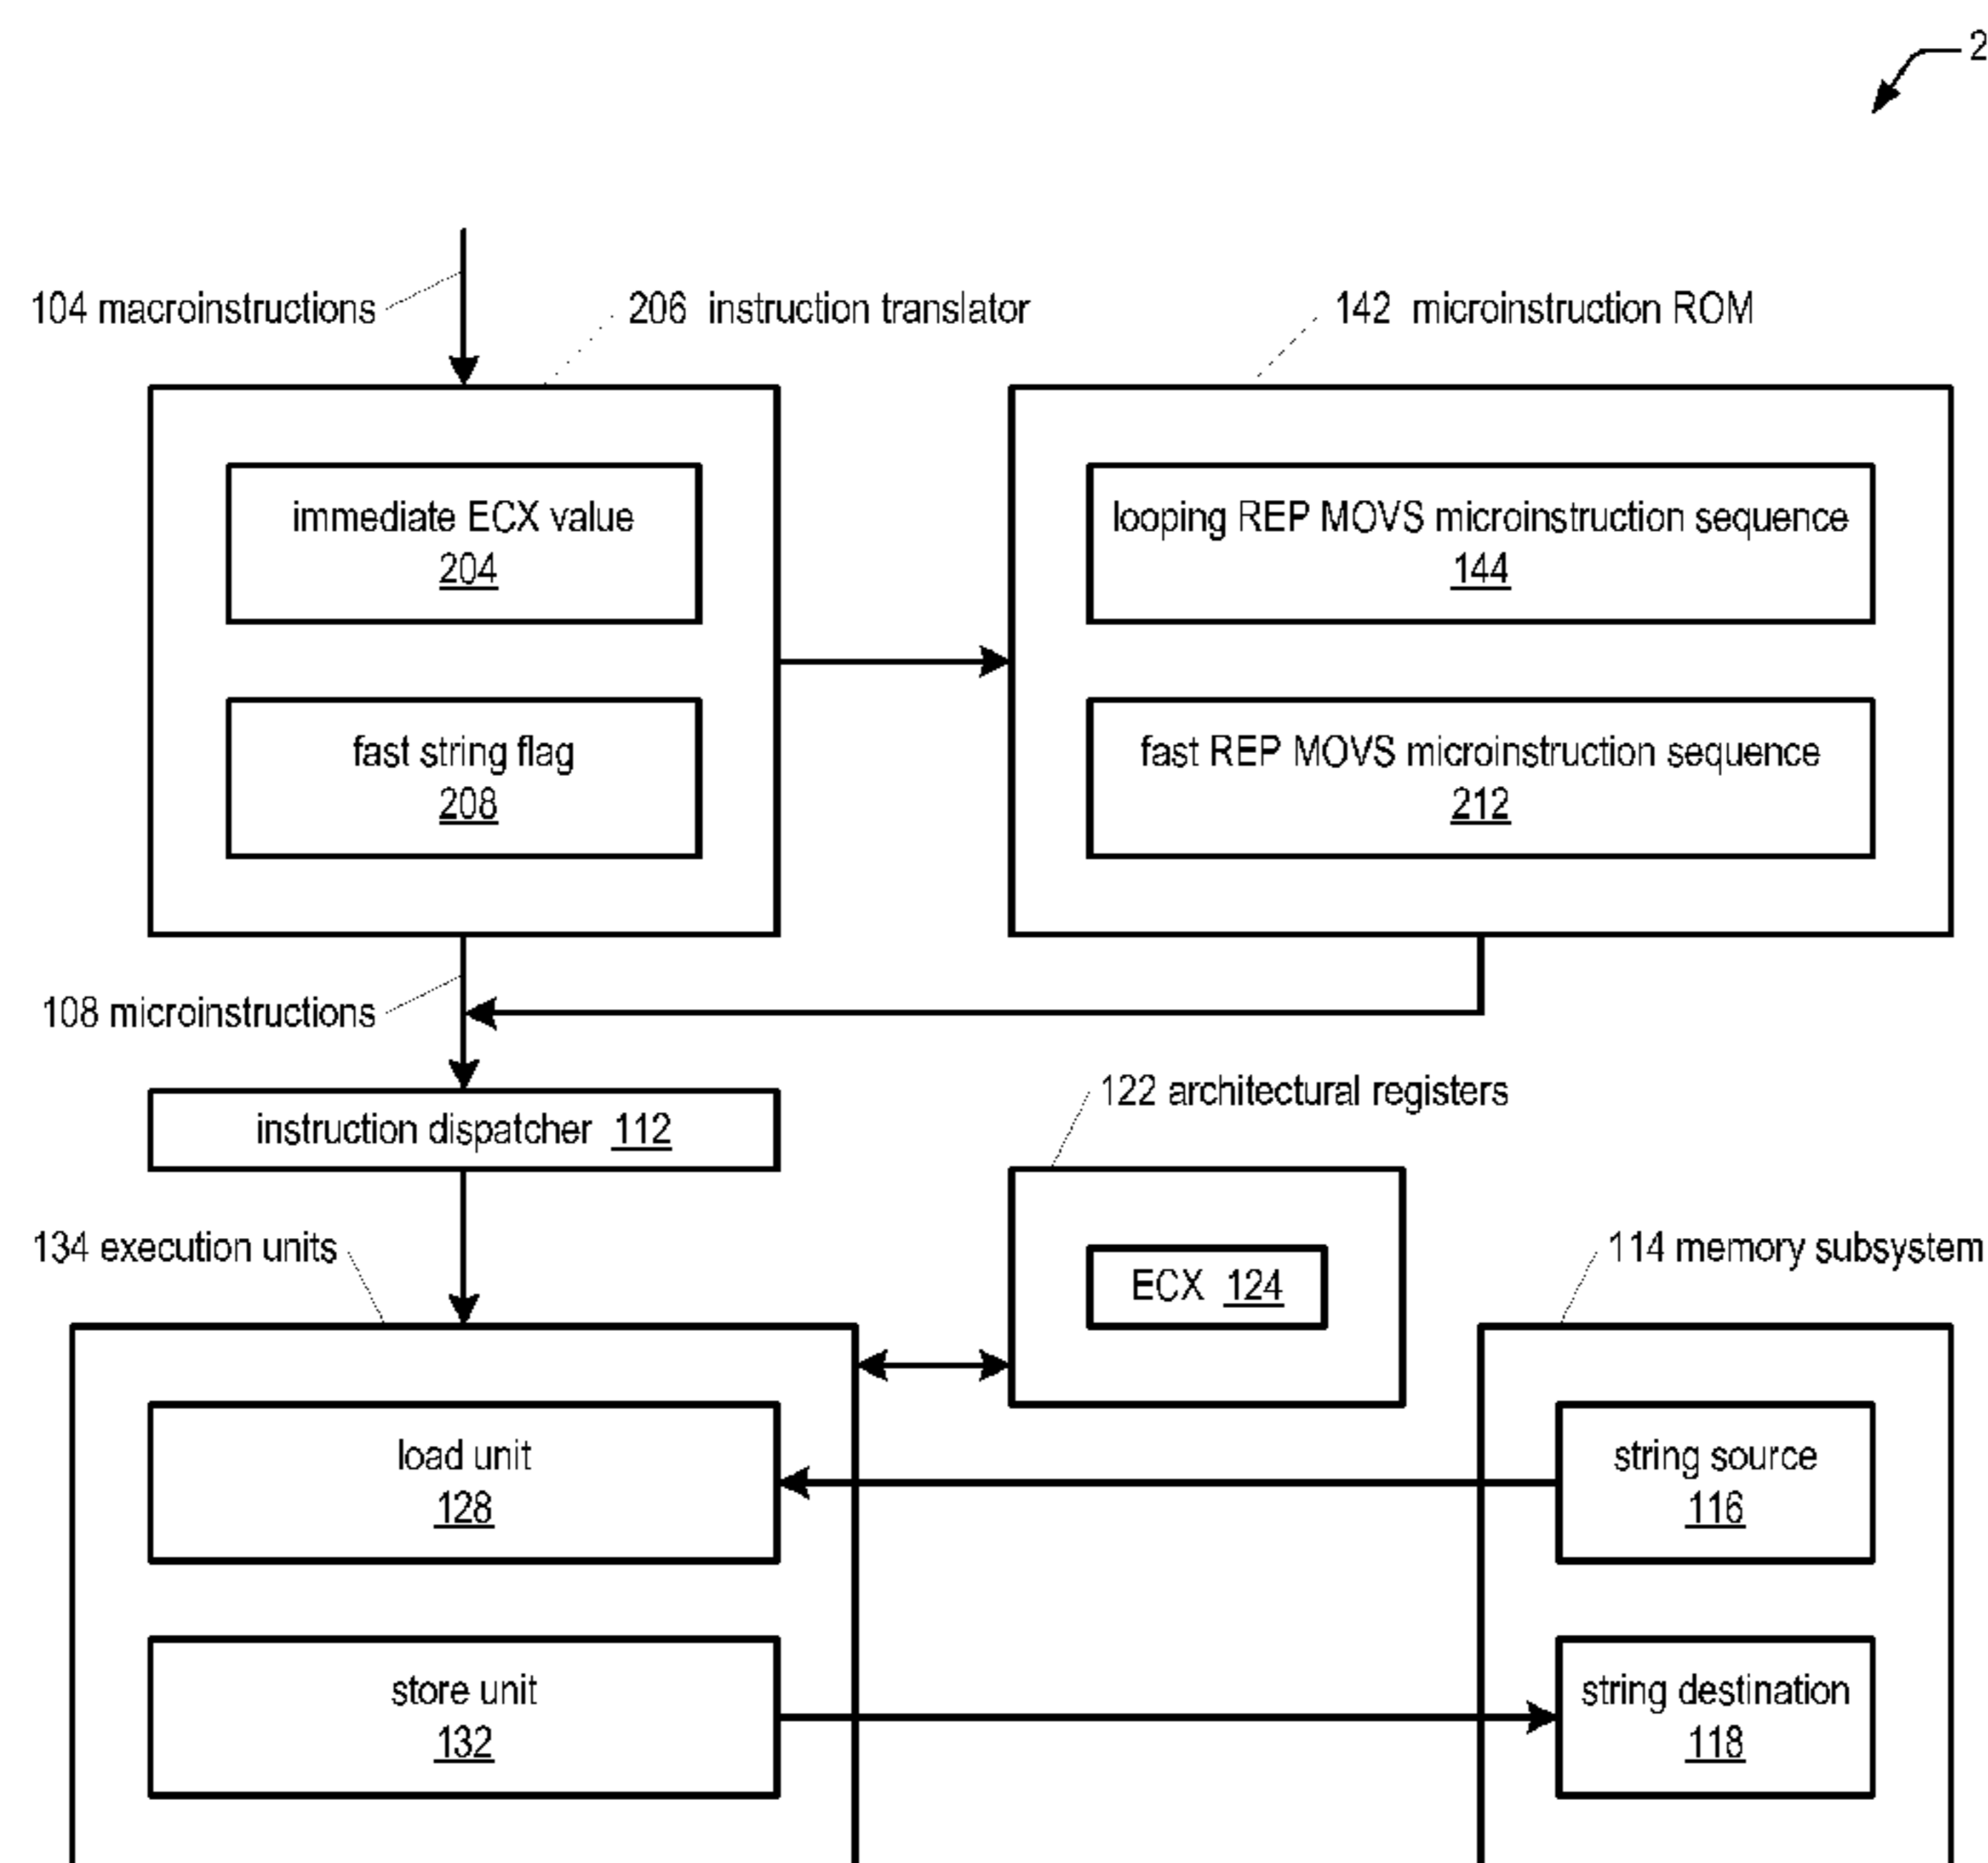 2
104 macroinstructions
206 instruction translator
142 microinstruction ROM
immediate ECX value
204
looping REP MOVS microinstruction sequence
144
fast string flag
208
fast REP MOVS microinstruction sequence
212
108 microinstructions
122 architectural registers
instruction dispatcher 112
134 execution units
114 memory subsystem
ECX 124
load unit
128
string source
116
store unit
132
string destination
118